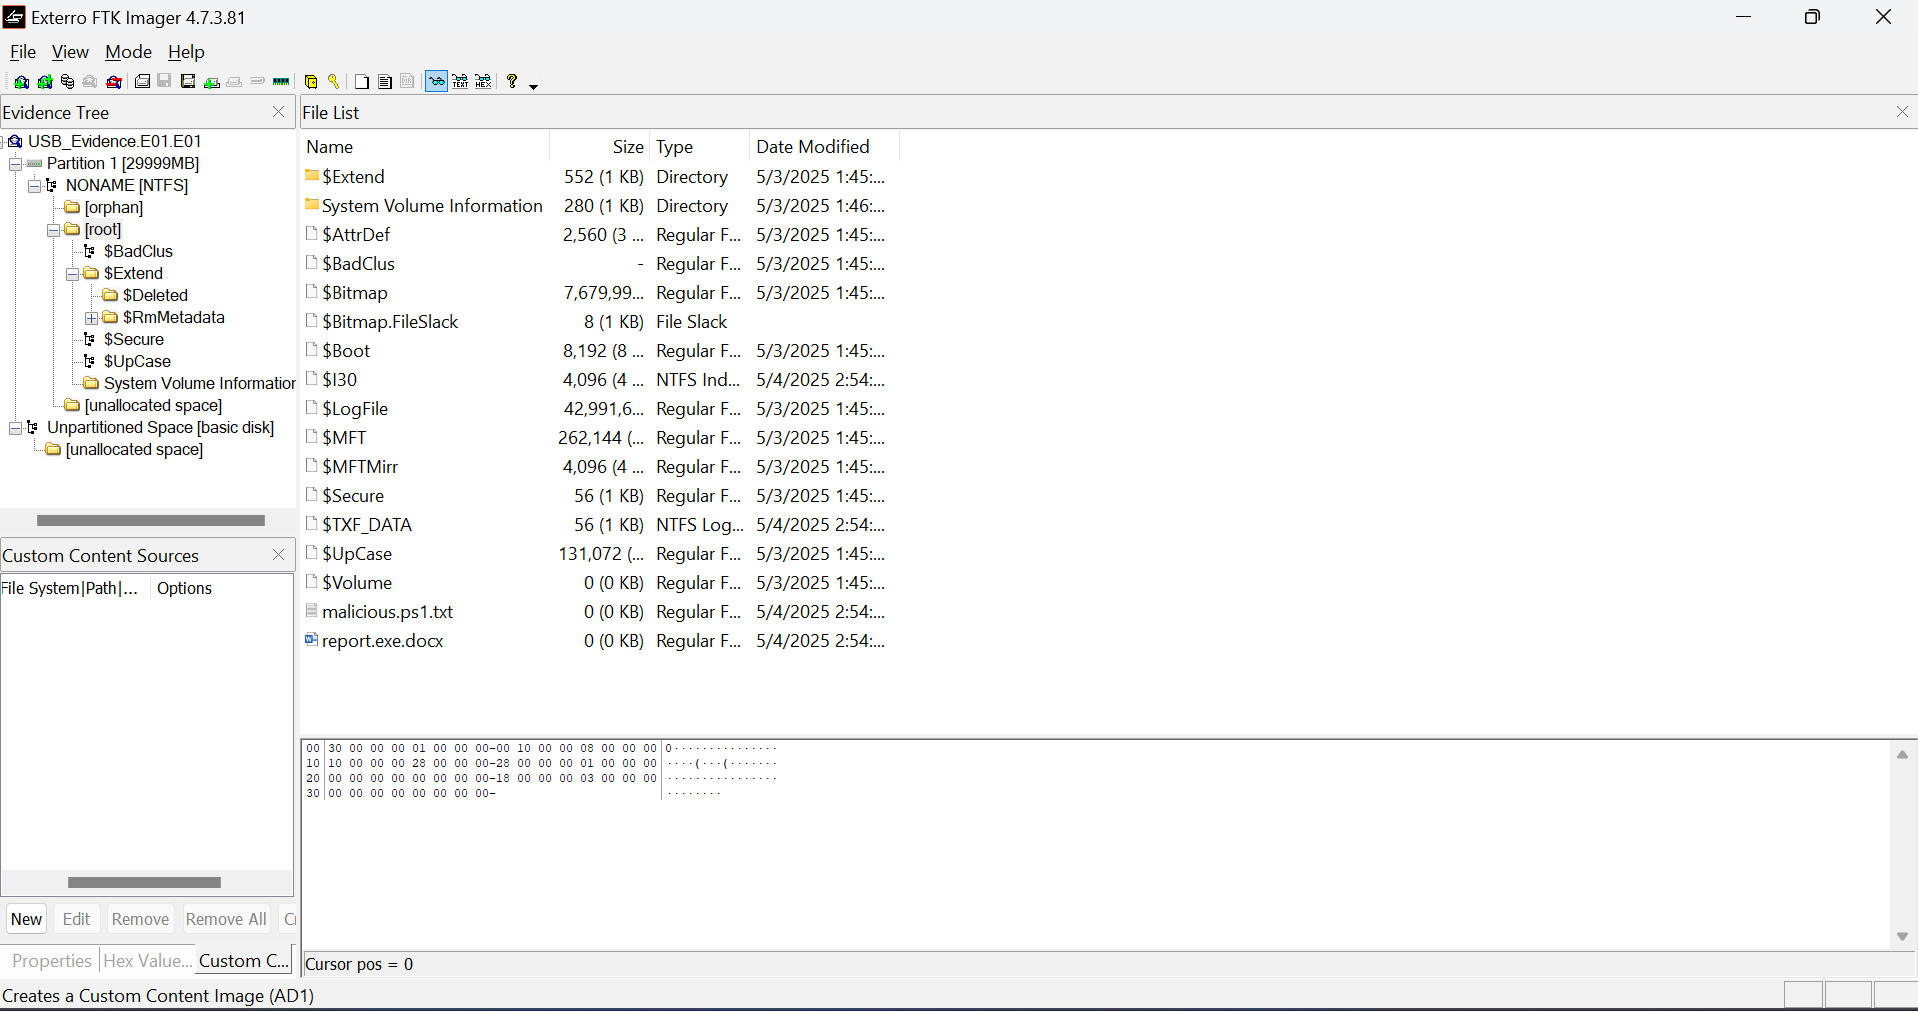 Exterro FTK Imager 4.7.3.81
File View Mode Help
Evidence Tree
USB_Evidence.E01.E01
Partition 1 [29999MB]
NONAME [NTFS]
[orphan]
[root]
$BadClus
$Extend
$Deleted
$RmMetadata
$Secure
$UpCase
System Volume Information
[unallocated space]
Unpartitioned Space [basic disk]
[unallocated space]
Custom Content Sources
File System|Path|... Options
New Edit Remove Remove All Cr
Properties Hex Value... Custom C...
File List
Name Size Type Date Modified
$Extend 552 (1 KB) Directory 5/3/2025 1:45:...
System Volume Information 280 (1 KB) Directory 5/3/2025 1:46:...
$AttrDef 2,560 (3 ... Regular F... 5/3/2025 1:45:...
$BadClus - Regular F... 5/3/2025 1:45:...
$Bitmap 7,679,99... Regular F... 5/3/2025 1:45:...
$Bitmap.FileSlack 8 (1 KB) File Slack
$Boot 8,192 (8 ... Regular F... 5/3/2025 1:45:...
$I30 4,096 (4 ... NTFS Ind... 5/4/2025 2:54:...
$LogFile 42,991,6... Regular F... 5/3/2025 1:45:...
$MFT 262,144 (... Regular F... 5/3/2025 1:45:...
$MFTMirr 4,096 (4 ... Regular F... 5/3/2025 1:45:...
$Secure 56 (1 KB) Regular F... 5/3/2025 1:45:...
$TXF_DATA 56 (1 KB) NTFS Log... 5/4/2025 2:54:...
$UpCase 131,072 (... Regular F... 5/3/2025 1:45:...
$Volume 0 (0 KB) Regular F... 5/3/2025 1:45:...
malicious.ps1.txt 0 (0 KB) Regular F... 5/4/2025 2:54:...
report.exe.docx 0 (0 KB) Regular F... 5/4/2025 2:54:...
00 30 00 00 00 01 00 00 00-00 10 00 00 08 00 00 00 0···············
10 10 00 00 00 28 00 00 00-28 00 00 00 01 00 00 00 ····(···(·······
20 00 00 00 00 00 00 00 00-18 00 00 00 03 00 00 00 ················
30 00 00 00 00 00 00 00 00- ········
Cursor pos = 0
Creates a Custom Content Image (AD1)